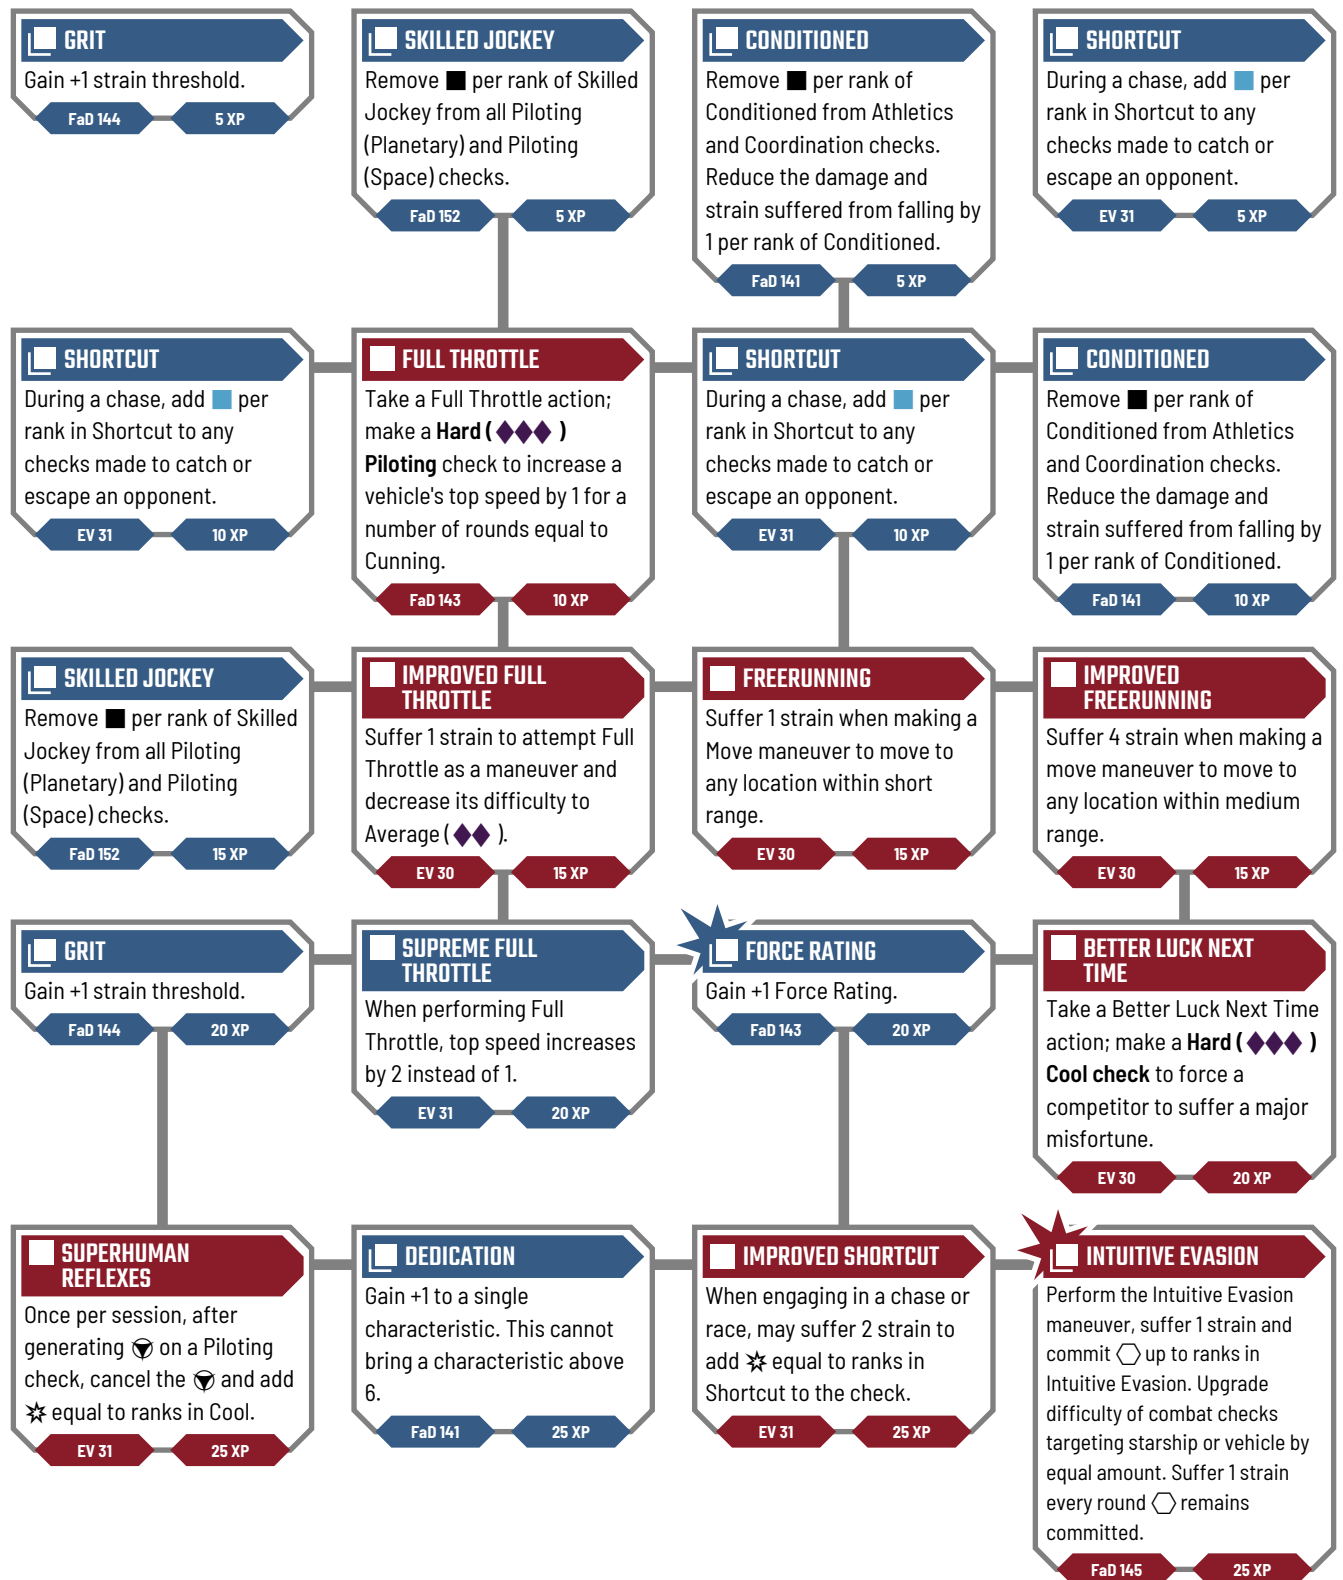 GRIT
Gain +1 strain threshold.
FaD 144
5 XP
SKILLED JOCKEY
Remove ■ per rank of Skilled
Jockey from all Piloting
(Planetary) and Piloting
(Space) checks.
FaD 152
5 XP
CONDITIONED
Remove ■ per rank of
Conditioned from Athletics
and Coordination checks.
Reduce the damage and
strain suffered from falling by
1 per rank of Conditioned.
FaD 141
5 XP
SHORTCUT
During a chase, add ■ per
rank in Shortcut to any
checks made to catch or
escape an opponent.
EV 31
5 XP
SHORTCUT
During a chase, add ■ per
rank in Shortcut to any
checks made to catch or
escape an opponent.
EV 31
10 XP
FULL THROTTLE
Take a Full Throttle action;
make a Hard (◆◆◆ )
Piloting check to increase a
vehicle's top speed by 1 for a
number of rounds equal to
Cunning.
FaD 143
10 XP
SHORTCUT
During a chase, add ■ per
rank in Shortcut to any
checks made to catch or
escape an opponent.
EV 31
10 XP
CONDITIONED
Remove ■ per rank of
Conditioned from Athletics
and Coordination checks.
Reduce the damage and
strain suffered from falling by
1 per rank of Conditioned.
FaD 141
10 XP
SKILLED JOCKEY
Remove ■ per rank of Skilled
Jockey from all Piloting
(Planetary) and Piloting
(Space) checks.
FaD 152
15 XP
IMPROVED FULL
THROTTLE
Suffer 1 strain to attempt Full
Throttle as a maneuver and
decrease its difficulty to
Average (◆◆ ).
EV 30
15 XP
FREERUNNING
Suffer 1 strain when making a
Move maneuver to move to
any location within short
range.
EV 30
15 XP
IMPROVED
FREERUNNING
Suffer 4 strain when making a
move maneuver to move to
any location within medium
range.
EV 30
15 XP
GRIT
Gain +1 strain threshold.
FaD 144
20 XP
SUPREME FULL
THROTTLE
When performing Full
Throttle, top speed increases
by 2 instead of 1.
EV 31
20 XP
FORCE RATING
Gain +1 Force Rating.
FaD 143
20 XP
BETTER LUCK NEXT
TIME
Take a Better Luck Next Time
action; make a Hard (◆◆◆ )
Cool check to force a
competitor to suffer a major
misfortune.
EV 30
20 XP
SUPERHUMAN
REFLEXES
Once per session, after
generating on a Piloting
check, cancel the and add
equal to ranks in Cool.
EV 31
25 XP
DEDICATION
Gain +1 to a single
characteristic. This cannot
bring a characteristic above
6.
FaD 141
25 XP
IMPROVED SHORTCUT
When engaging in a chase or
race, may suffer 2 strain to
add equal to ranks in
Shortcut to the check.
EV 31
25 XP
INTUITIVE EVASION
Perform the Intuitive Evasion
maneuver, suffer 1 strain and
commit ⬡ up to ranks in
Intuitive Evasion. Upgrade
difficulty of combat checks
targeting starship or vehicle by
equal amount. Suffer 1 strain
every round ⬡ remains
committed.
FaD 145
25 XP